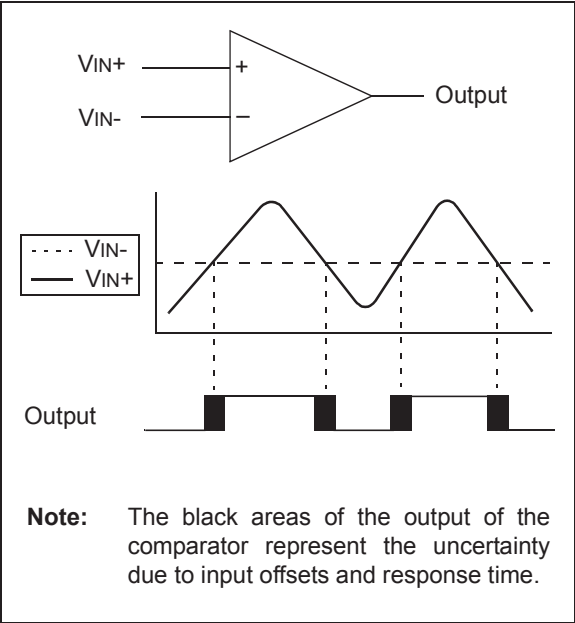 VIN+
+
Output
VIN-
–
VIN-
VIN+
Output
Note: The black areas of the output of the
comparator represent the uncertainty
due to input offsets and response time.